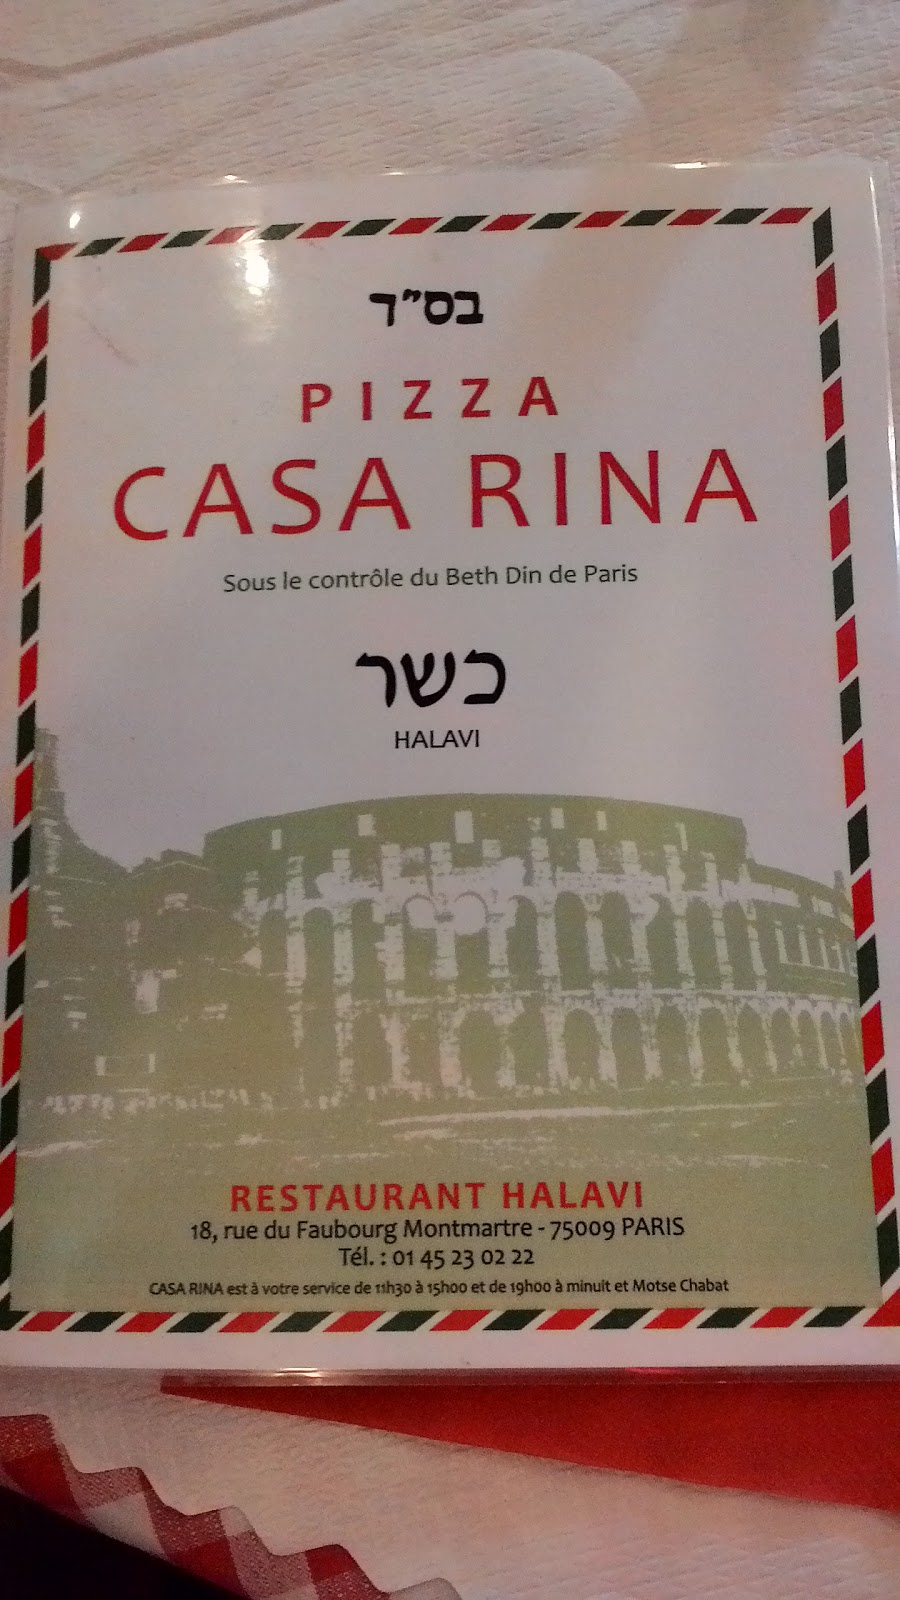 בס״ד
PIZZA
CASA RINA
Sous le contrôle du Beth Din de Paris
כשר
HALAVI
RESTAURANT HALAVI
18, rue du Faubourg Montmartre - 75009 PARIS
Tél. : 01 45 23 02 22
CASA RINA est à votre service de 11h30 à 15h00 et de 19h00 à minuit et Motse Chabat